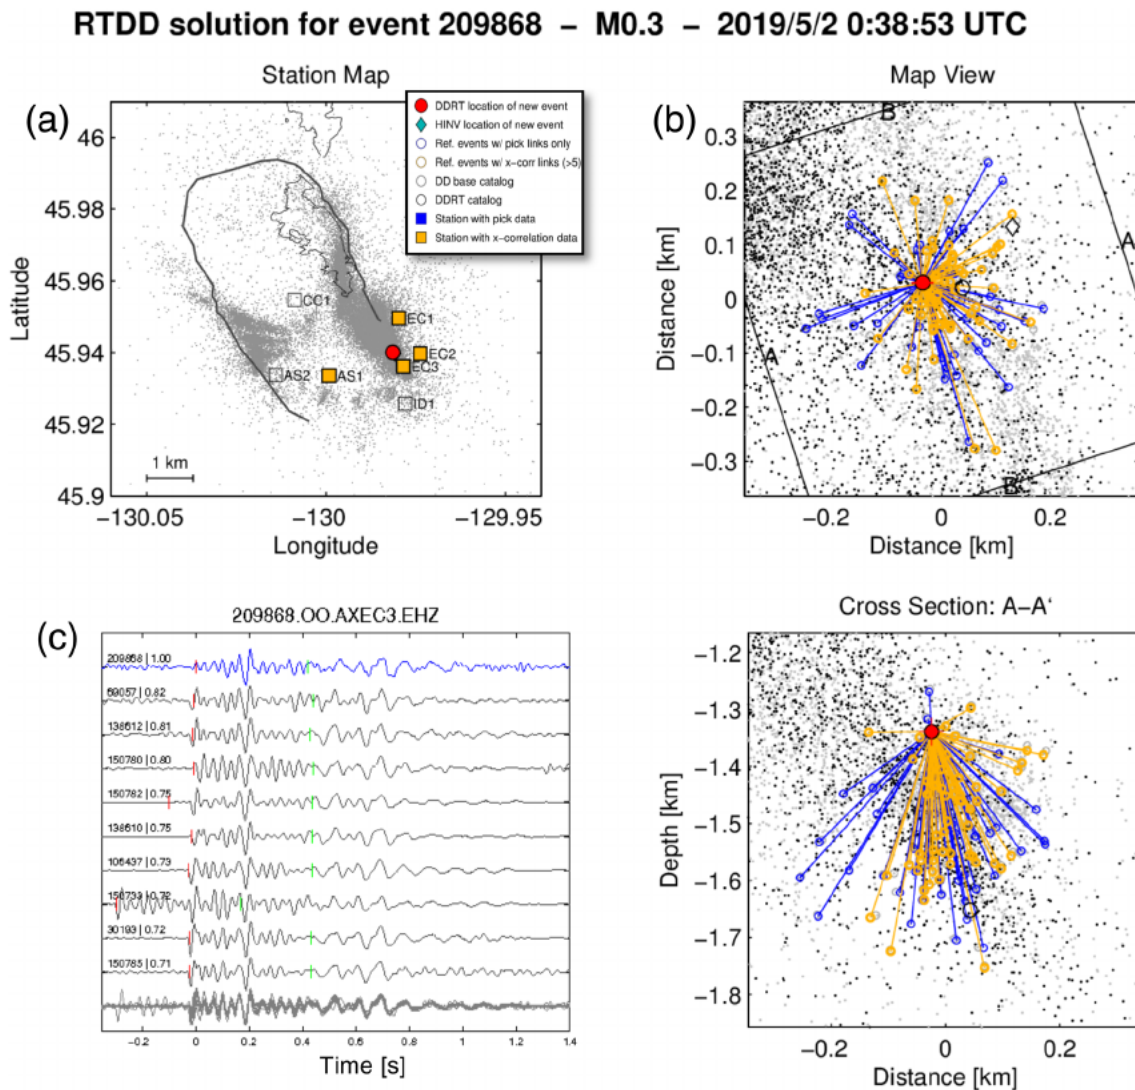 RTDD solution for event 209868 – M0.3 – 2019/5/2 0:38:53 UTC
Station Map
(a)
DDRT location of new event
HINV location of new event
Ref. events w/ pick links only
Ref. events w/ x-corr links (>5)
DD base catalog
DDRT catalog
Station with pick data
Station with x-correlation data
46
45.98
45.96
45.94
45.92
45.9
Latitude
CC1
EC1
EC2
EC3
AS2
AS1
ID1
1 km
−130.05
−130
−129.95
Longitude
Map View
(b)
B
A
A
B'
0.3
0.2
0.1
0
−0.1
−0.2
−0.3
Distance [km]
−0.2
0
0.2
Distance [km]
(c)
209868.OO.AXEC3.EHZ
209868 | 1.00
138612 | 0.81
150780 | 0.80
150782 | 0.75
138610 | 0.75
106437 | 0.73
30193 | 0.72
150785 | 0.71
−0.2
0
0.2
0.4
0.6
0.8
1
1.2
1.4
Time [s]
Cross Section: A−A'
−1.2
−1.3
−1.4
−1.5
−1.6
−1.7
−1.8
Depth [km]
−0.2
0
0.2
Distance [km]